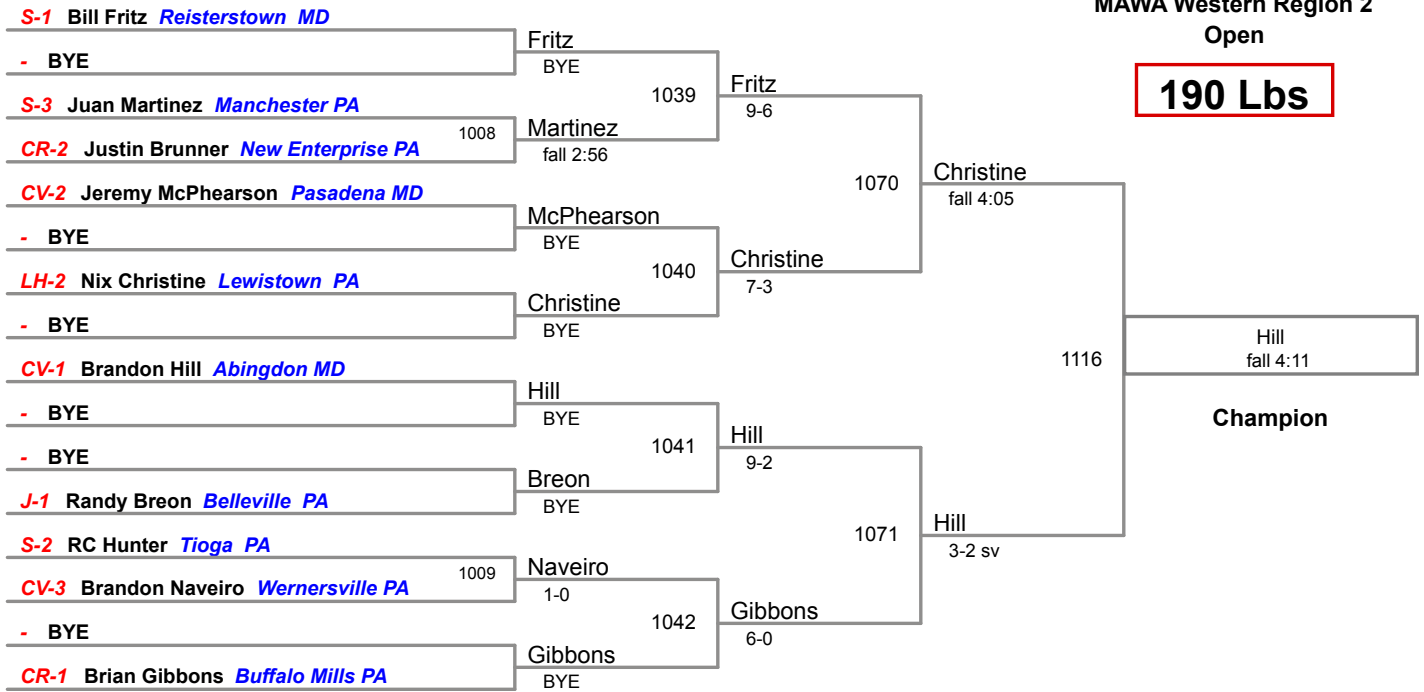 MAWA Western Region 2
Open
190 Lbs
S-1 Bill Fritz Reisterstown MD
- BYE
S-3 Juan Martinez Manchester PA
CR-2 Justin Brunner New Enterprise PA
CV-2 Jeremy McPhearson Pasadena MD
- BYE
LH-2 Nix Christine Lewistown PA
- BYE
CV-1 Brandon Hill Abingdon MD
- BYE
- BYE
J-1 Randy Breon Belleville PA
S-2 RC Hunter Tioga PA
CV-3 Brandon Naveiro Wernersville PA
- BYE
CR-1 Brian Gibbons Buffalo Mills PA
1008
1009
Fritz
BYE
Martinez
fall 2:56
McPhearson
BYE
Christine
BYE
Hill
BYE
Breon
BYE
Naveiro
1-0
Gibbons
BYE
1039
1040
1041
1042
Fritz
9-6
Christine
7-3
Hill
9-2
Gibbons
6-0
1070
1071
Christine
fall 4:05
Hill
3-2 sv
1116
Hill
fall 4:11
Champion